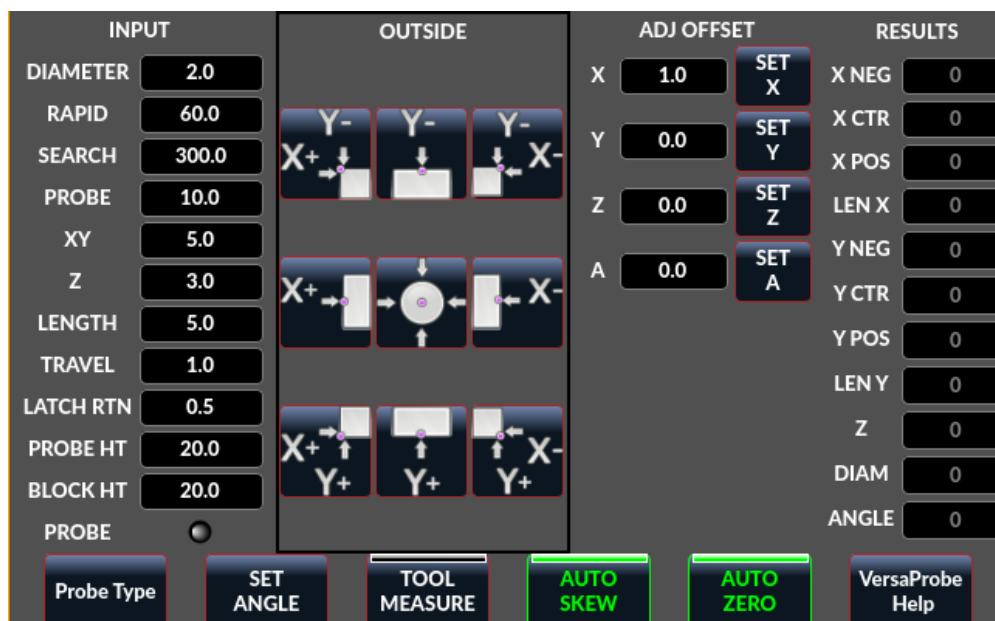 INPUT
DIAMETER 2.0
RAPID 60.0
SEARCH 300.0
PROBE 10.0
XY 5.0
Z 3.0
LENGTH 5.0
TRAVEL 1.0
LATCH RTN 0.5
PROBE HT 20.0
BLOCK HT 20.0
PROBE
OUTSIDE
Y- Y- Y-
X+ X-
X+ X-
X+ X-
Y+ Y+ Y+
ADJ OFFSET
X 1.0 SET X
Y 0.0 SET Y
Z 0.0 SET Z
A 0.0 SET A
RESULTS
X NEG 0
X CTR 0
X POS 0
LEN X 0
Y NEG 0
Y CTR 0
Y POS 0
LEN Y 0
Z 0
DIAM 0
ANGLE 0
Probe Type
SET
ANGLE
TOOL
MEASURE
AUTO
SKEW
AUTO
ZERO
VersaProbe
Help